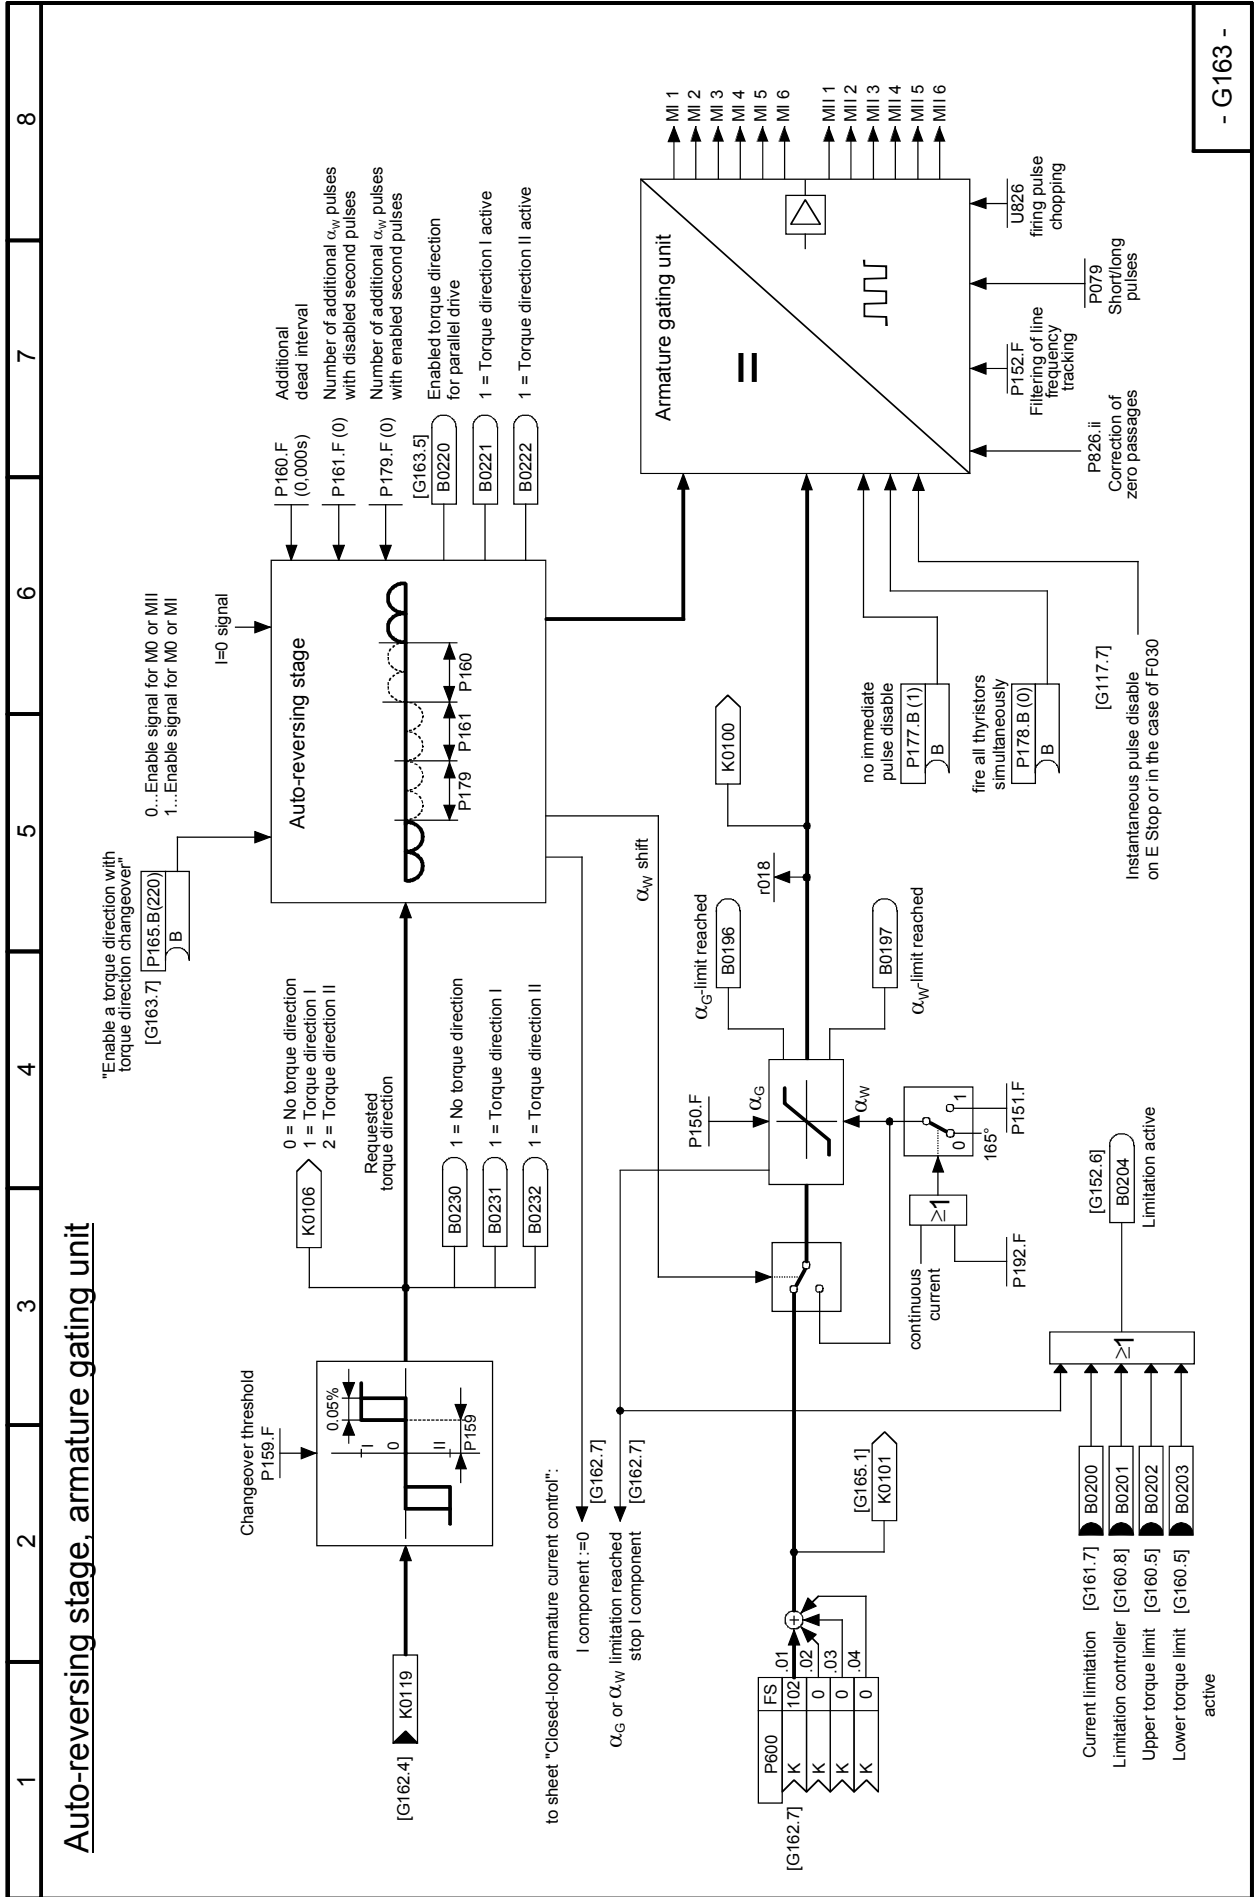 1 2 3 4 5 6 7 8
Auto-reversing stage, armature gating unit
"Enable a torque direction with
torque direction changeover"
[G163.7]
P165.B(220)
B
0...Enable signal for M0 or MII
1...Enable signal for M0 or MI
I=0 signal
Changeover threshold
P159.F
0.05%
I
0
II
P159
[G162.4]
K0119
K0106
0 = No torque direction
1 = Torque direction I
2 = Torque direction II
Requested
torque direction
B0230
1 = No torque direction
B0231
1 = Torque direction I
B0232
1 = Torque direction II
Auto-reversing stage
P179
P161
P160
P160.F
(0,000s)
Additional
dead interval
P161.F (0)
Number of additional αW pulses
with disabled second pulses
P179.F (0)
Number of additional αW pulses
with enabled second pulses
[G163.5]
B0220
Enabled torque direction
for parallel drive
B0221
1 = Torque direction I active
B0222
1 = Torque direction II active
to sheet "Closed-loop armature current control":
I component :=0
[G162.7]
αG or αW limitation reached
stop I component
[G162.7]
αW shift
P600
FS
[G162.7]
K 102 .01
K 0 .02
K 0 .03
K 0 .04
+
[G165.1]
K0101
P150.F
αG
αW
αG-limit reached
B0196
B0197
αW-limit reached
r018
K0100
continuous
current
P192.F
≥1
0
1
165°
P151.F
Armature gating unit
MI 1
MI 2
MI 3
MI 4
MI 5
MI 6
MII 1
MII 2
MII 3
MII 4
MII 5
MII 6
no immediate
pulse disable
P177.B (1)
B
fire all thyristors
simultaneously
P178.B (0)
B
[G117.7]
Instantaneous pulse disable
on E Stop or in the case of F030
P826.ii
Correction of
zero passages
P152.F
Filtering of line
frequency
tracking
P079
Short/long
pulses
U826
firing pulse
chopping
Current limitation [G161.7] B0200
Limitation controller [G160.8] B0201
Upper torque limit [G160.5] B0202
Lower torque limit [G160.5] B0203
active
≥1
[G152.6]
B0204
Limitation active
- G163 -